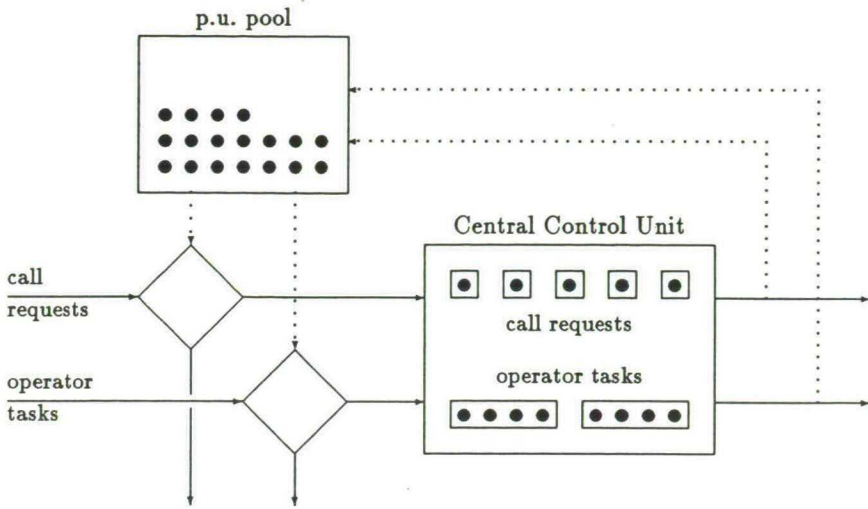 p.u. pool
Central Control Unit
call
requests
call requests
operator
tasks
operator tasks